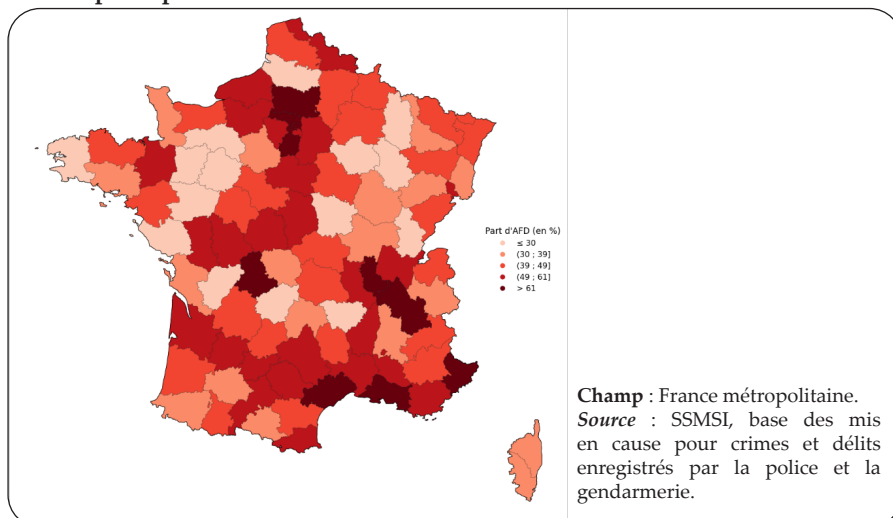 Part d'AFD (en %)
≤ 30
(30 ; 39]
(39 ; 49]
(49 ; 61]
> 61
Champ : France métropolitaine.
Source : SSMSI, base des mis
en cause pour crimes et délits
enregistrés par la police et la
gendarmerie.